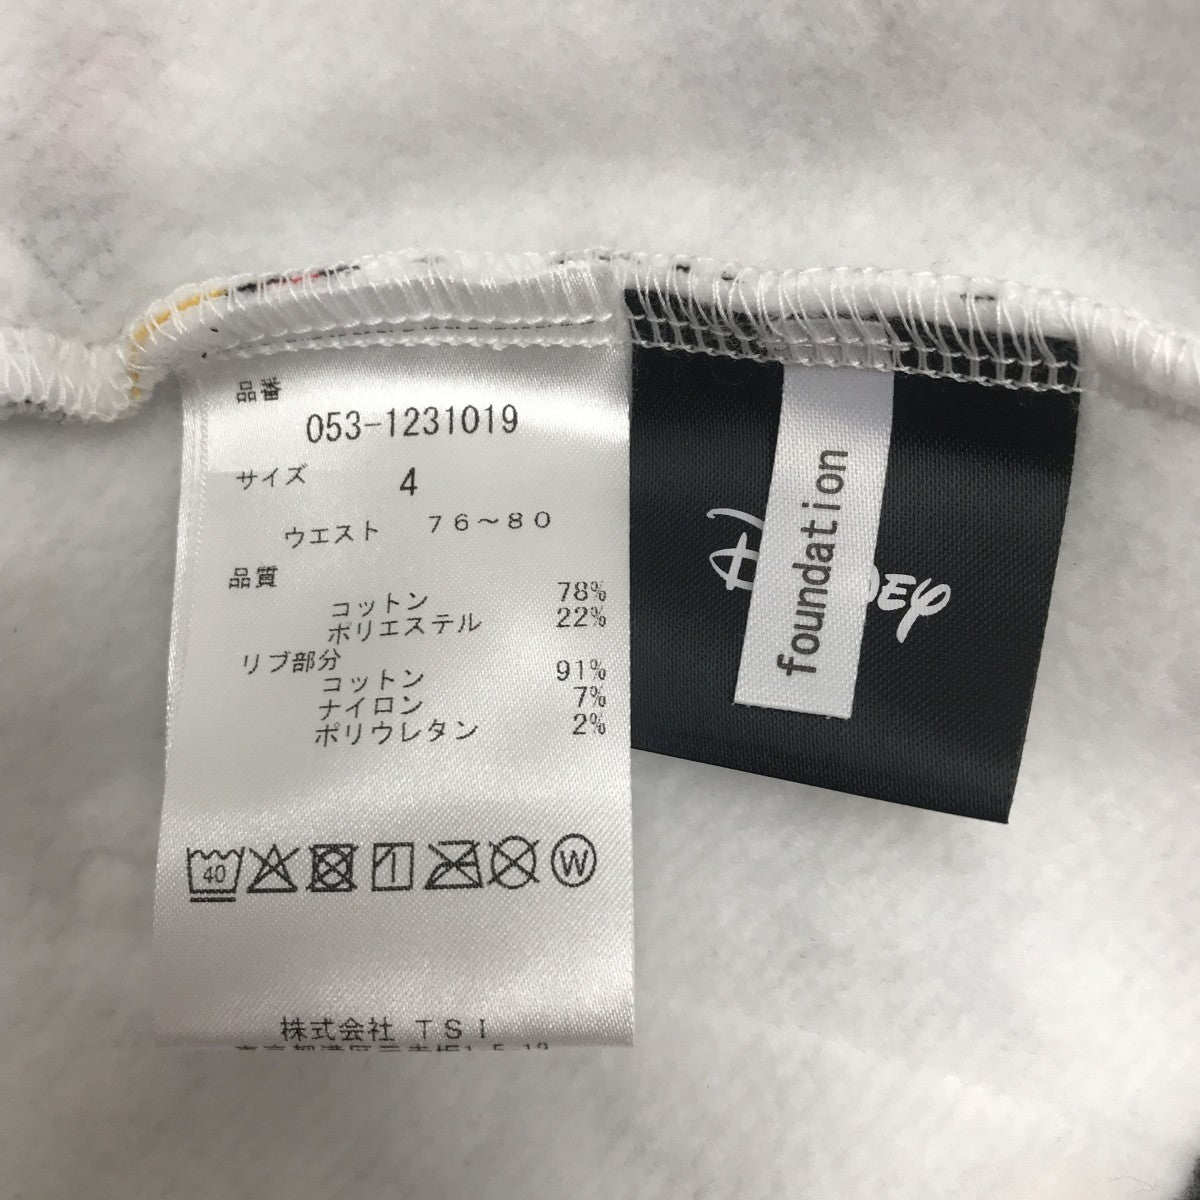 品番
053-1231019
サイズ 4
ウエスト 76～80
品質
コットン 78%
ポリエステル 22%
リブ部分
コットン 91%
ナイロン 7%
ポリウレタン 2%
40
W
株式会社 TSI
foundation